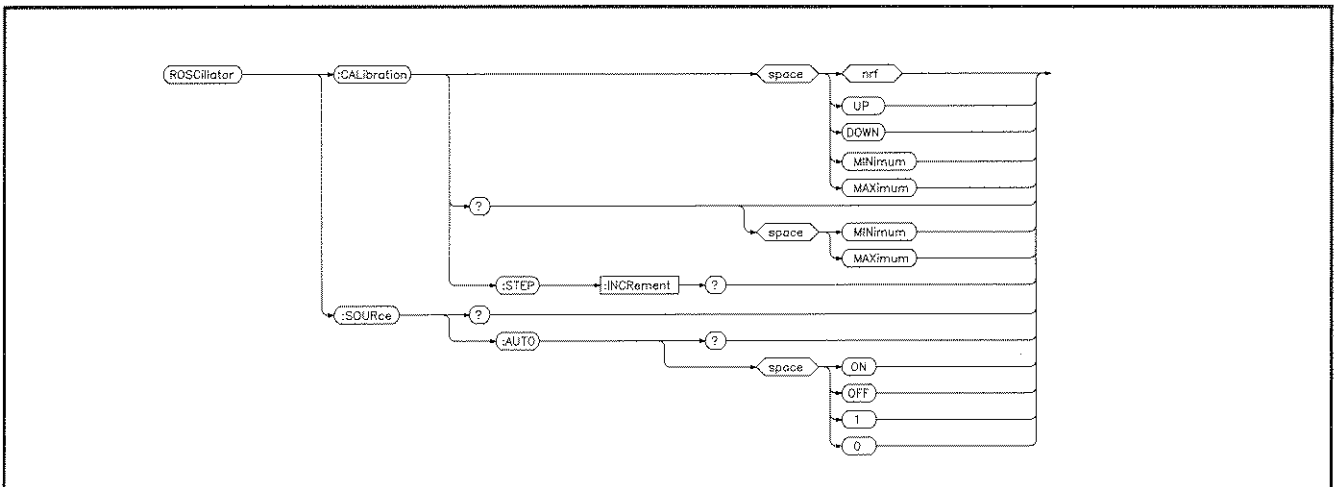 ROSCillator :CALibration space nrf
UP
DOWN
MINimum
MAXimum
?
space MINimum
MAXimum
:STEP :INCRement ?
:SOURce ?
:AUTO ?
space ON
OFF
1
0